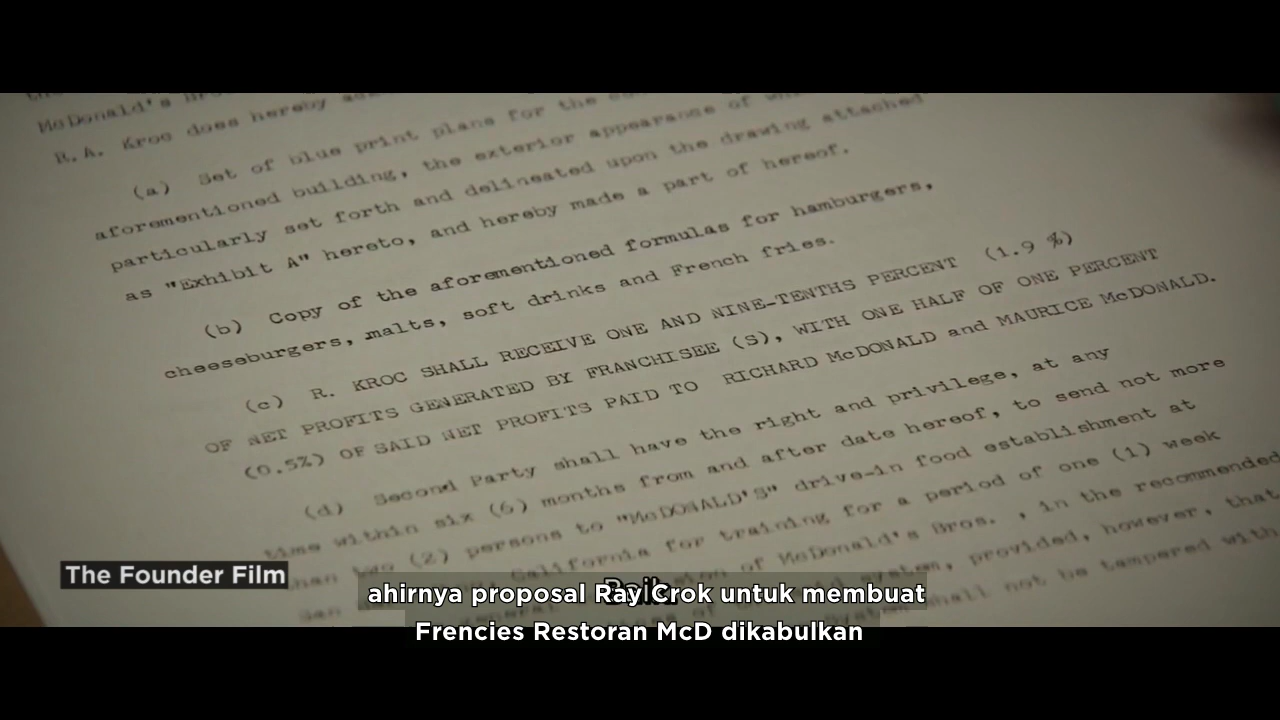 McDonald's
R.A. Kroc does hereby
(a) Set of blue print plans for the
aforementioned building, the exterior appearance of
particularly set forth and delineated upon the drawing attached
as "Exhibit A" hereto, and hereby made a part of hereof.
(b) Copy of the aforementioned formulas for hamburgers,
cheeseburgers, malts, soft drinks and French fries.
(c) R. KROC SHALL RECEIVE ONE AND NINE-TENTHS PERCENT (1.9 %)
OF NET PROFITS GENERATED BY FRANCHISEE (S), WITH ONE HALF OF ONE PERCENT
(0.5%) OF SAID NET PROFITS PAID TO RICHARD McDONALD and MAURICE McDONALD.
(d) Second Party shall have the right and privilege, at any
time within six (6) months from and after date hereof, to send not more
than two (2) persons to "McDONALD'S" drive-in food establishment at
San California for training for a period of one (1) week
of McDonald's Bros. , in the recommended
system, provided, however, that
shall not be tampered with
The Founder Film
Baik
ahirnya proposal Ray Crok untuk membuat
Frencies Restoran McD dikabulkan